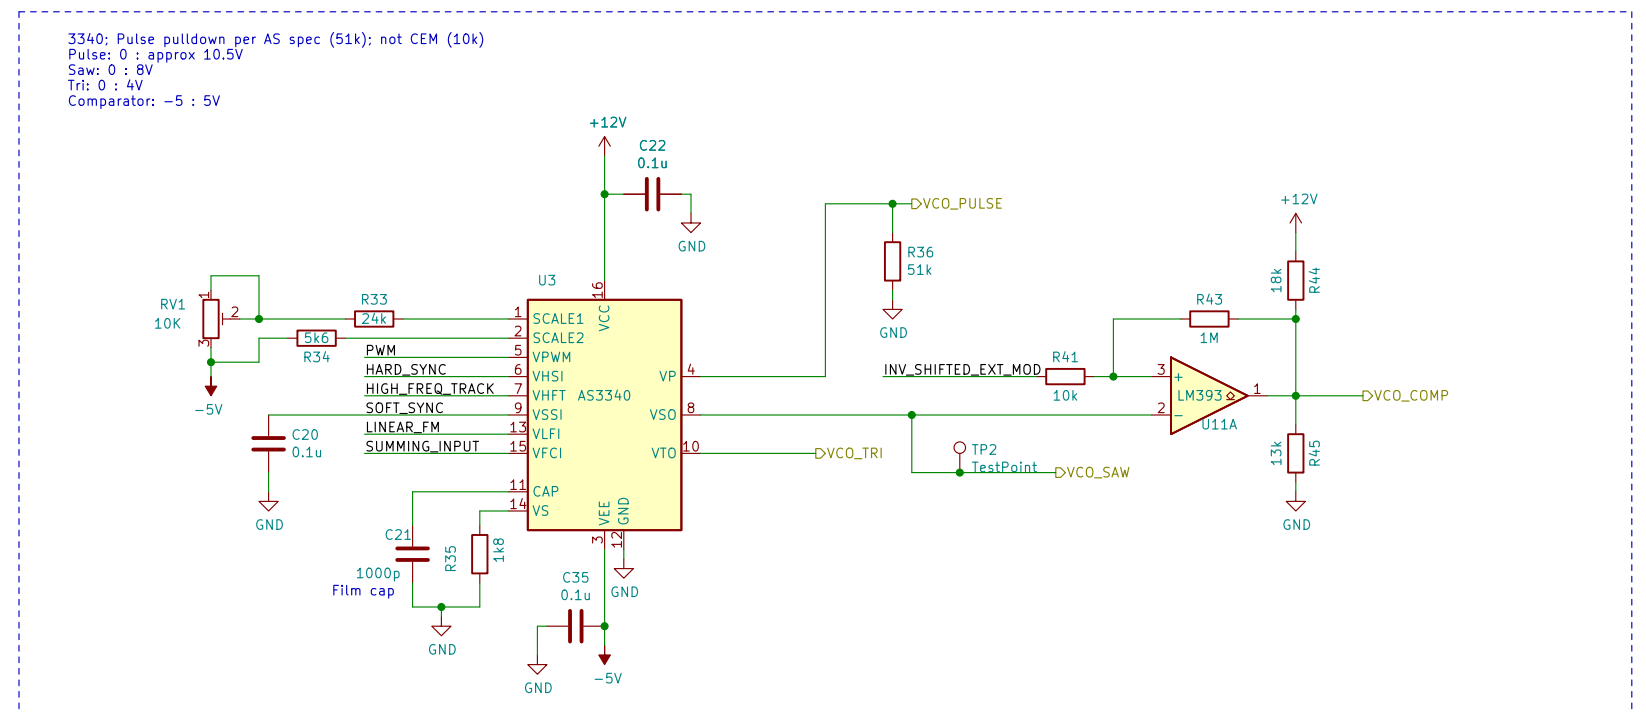 3340; Pulse pulldown per AS spec (51k); not CEM (10k)
Pulse: 0 : approx 10.5V
Saw: 0 : 8V
Tri: 0 : 4V
Comparator: -5 : 5V
+12V
C22
0.1u
GND
VCO_PULSE
R36
51k
GND
+12V
18k
R44
R43
1M
U3
16
VCC
RV1
10K
1
2
3
R33
24k
5k6
R34
-5V
PWM
HARD_SYNC
HIGH_FREQ_TRACK
SOFT_SYNC
LINEAR_FM
SUMMING_INPUT
1 SCALE1
2 SCALE2
5 VPWM
6 VHSI
7 VHFT
9 VSSI
13 VLFI
15 VFCI
11 CAP
14 VS
AS3340
VP 4
VSO 8
VTO 10
VEE
GND
3
12
INV_SHIFTED_EXT_MOD
R41
10k
3
+
2
-
LM393
1
U11A
VCO_COMP
VCO_TRI
TP2
TestPoint
VCO_SAW
13k
R45
GND
C20
0.1u
GND
C21
1000p
Film cap
R35
1k8
GND
GND
C35
0.1u
GND
-5V